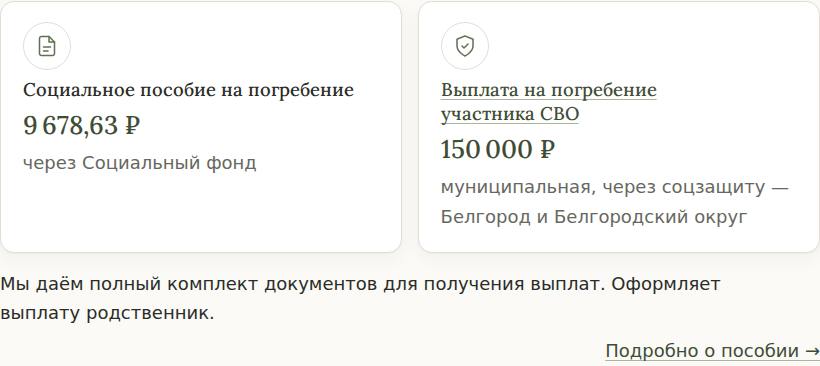 Социальное пособие на погребение
9 678,63 ₽
через Социальный фонд
Выплата на погребение
участника СВО
150 000 ₽
муниципальная, через соцзащиту —
Белгород и Белгородский округ
Мы даём полный комплект документов для получения выплат. Оформляет
выплату родственник.
Подробно о пособии →